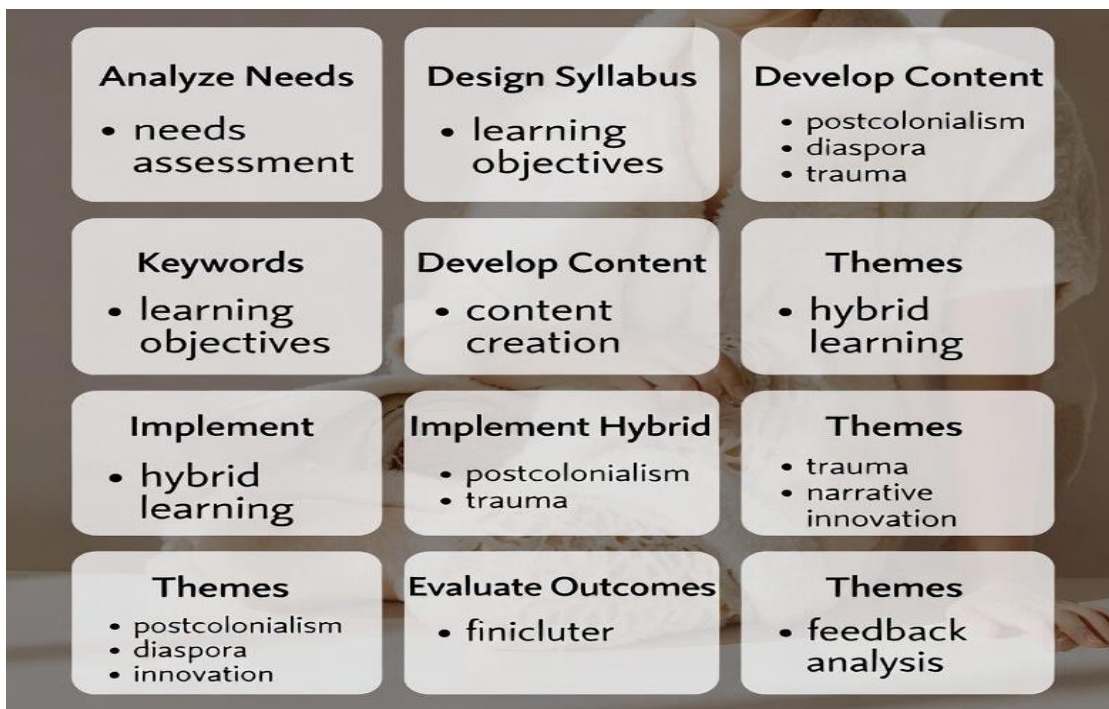 Analyze Needs
• needs
assessment
Design Syllabus
• learning
objectives
Develop Content
• postcolonialism
• diaspora
• trauma
Keywords
• learning
objectives
Develop Content
• content
creation
Themes
• hybrid
learning
Implement
• hybrid
learning
Implement Hybrid
• postcolonialism
• trauma
Themes
• trauma
• narrative
innovation
Themes
• postcolonialism
• diaspora
• innovation
Evaluate Outcomes
• finicluter
Themes
• feedback
analysis